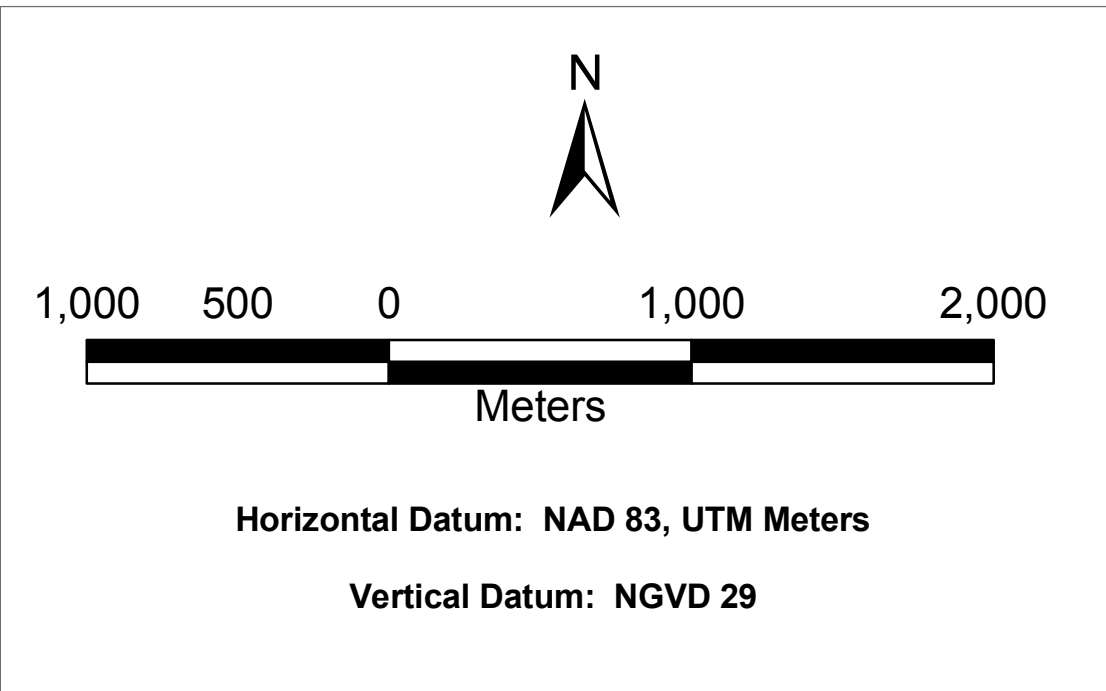 N
1,000 500 0 1,000 2,000
Meters
Horizontal Datum: NAD 83, UTM Meters
Vertical Datum: NGVD 29